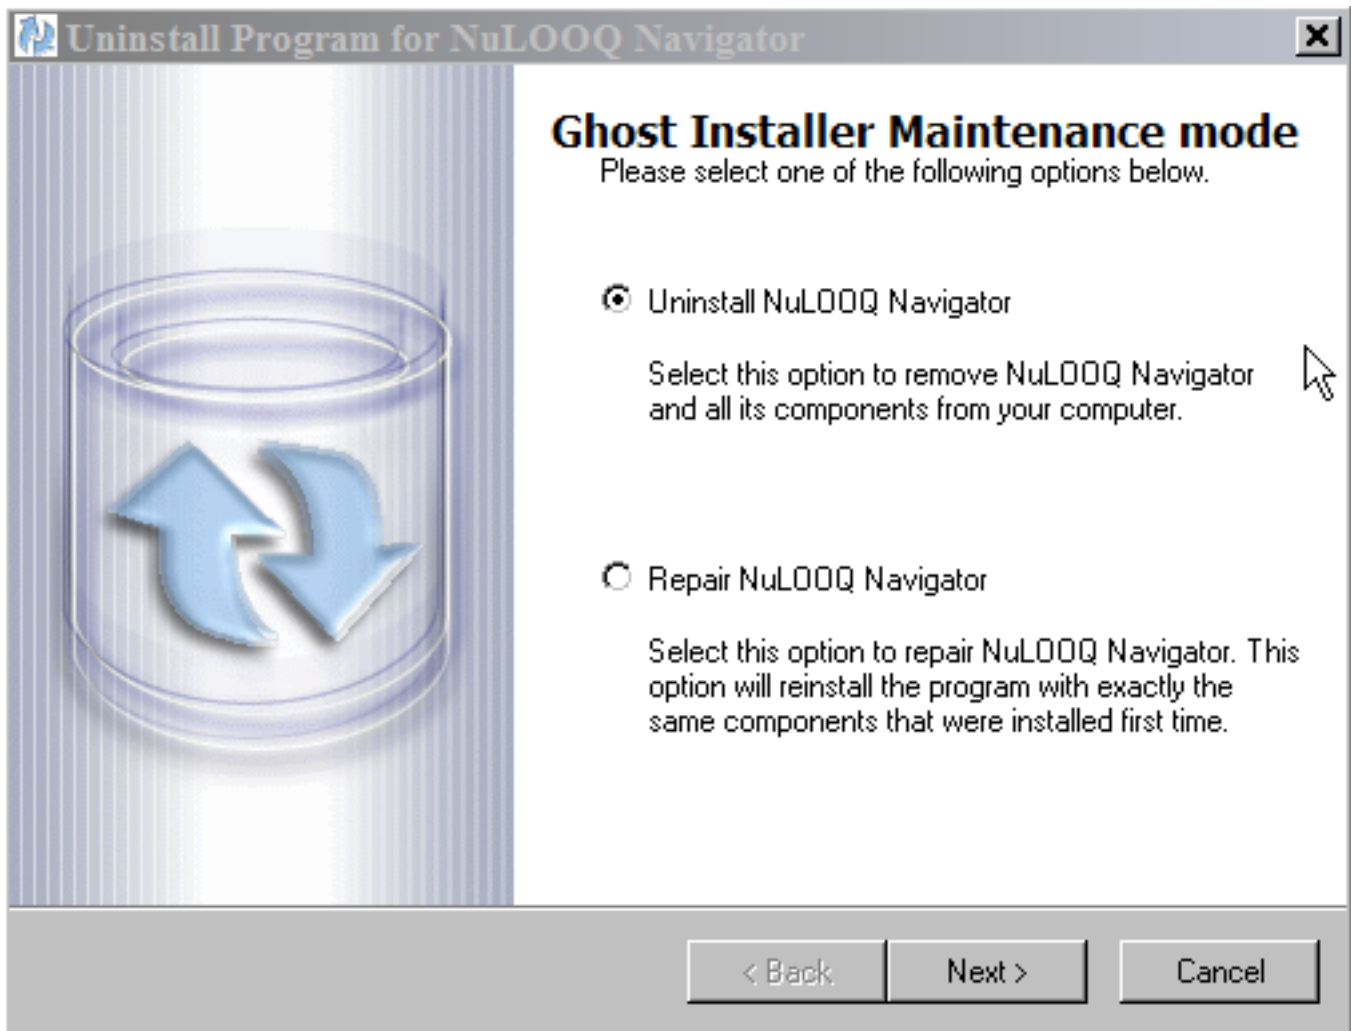 Uninstall Program for NuLOOQ Navigator
Ghost Installer Maintenance mode
Please select one of the following options below.
Uninstall NuLOOQ Navigator
Select this option to remove NuLOOQ Navigator
and all its components from your computer.
Repair NuLOOQ Navigator
Select this option to repair NuLOOQ Navigator. This
option will reinstall the program with exactly the
same components that were installed first time.
< Back Next > Cancel